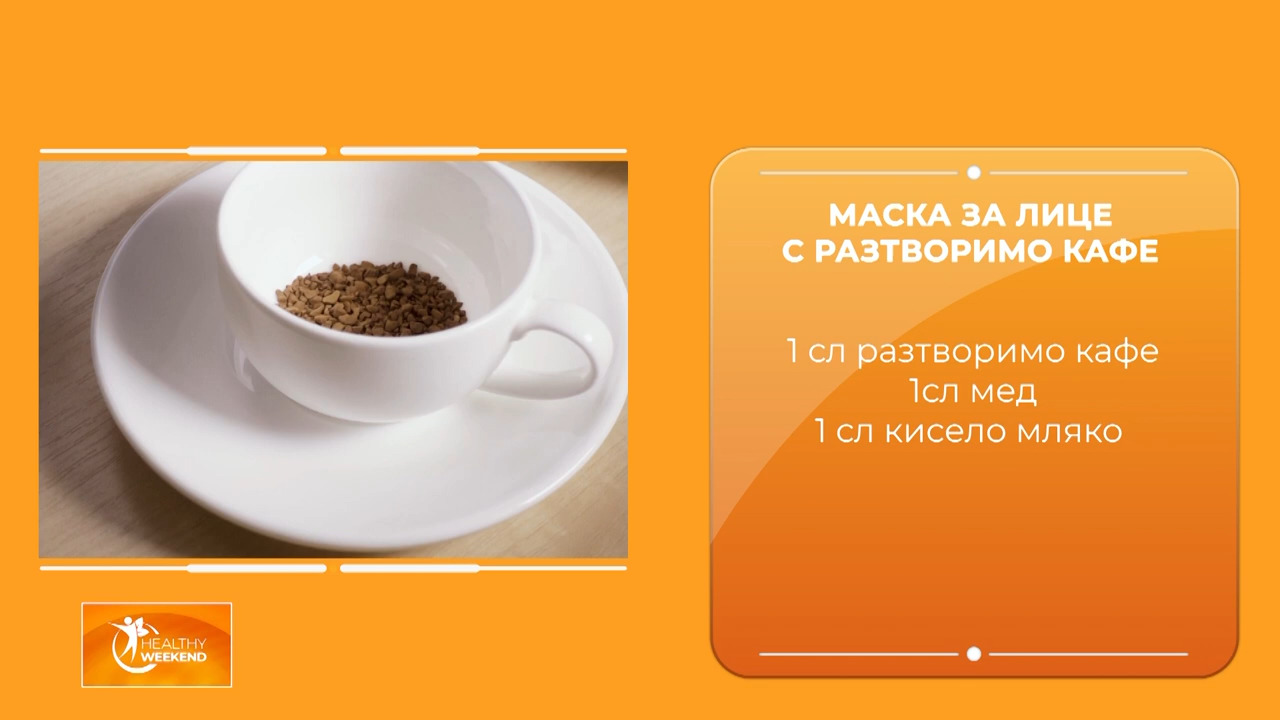 МАСКА ЗА ЛИЦЕ
С РАЗТВОРИМО КАФЕ
1 сл разтворимо кафе
1сл мед
1 сл кисело мляко
HEALTHY
WEEKEND